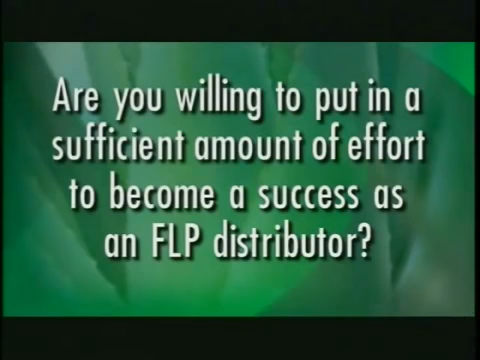 Are you willing to put in a
sufficient amount of effort
to become a success as
an FLP distributor?